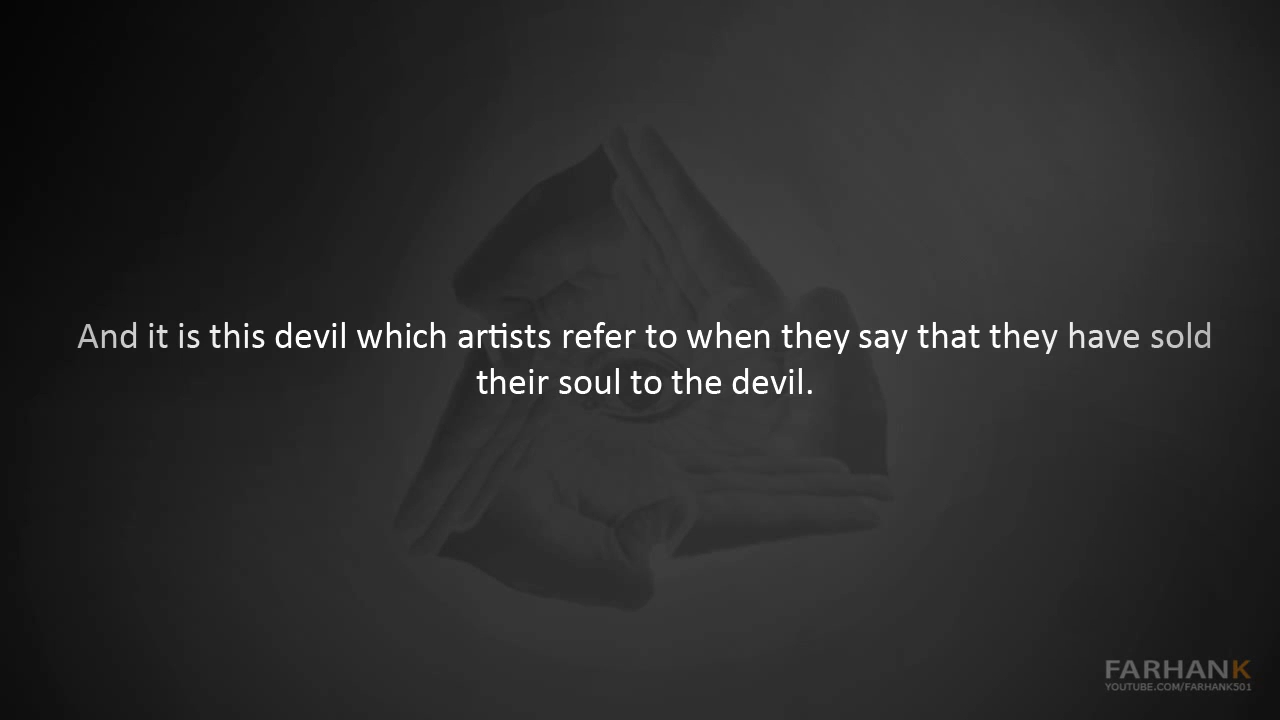 And it is this devil which artists refer to when they say that they have sold
their soul to the devil.
FARHANK
YOUTUBE.COM/FARHANK501